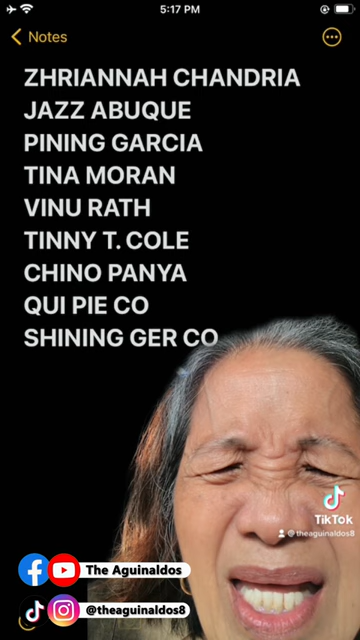 5:17 PM
Notes
ZHRIANNAH CHANDRIA
JAZZ ABUQUE
PINING GARCIA
TINA MORAN
VINU RATH
TINNY T. COLE
CHINO PANYA
QUI PIE CO
SHINING GER CO
TikTok
@theaguinaldos8
The Aguinaldos
@theaguinaldos8